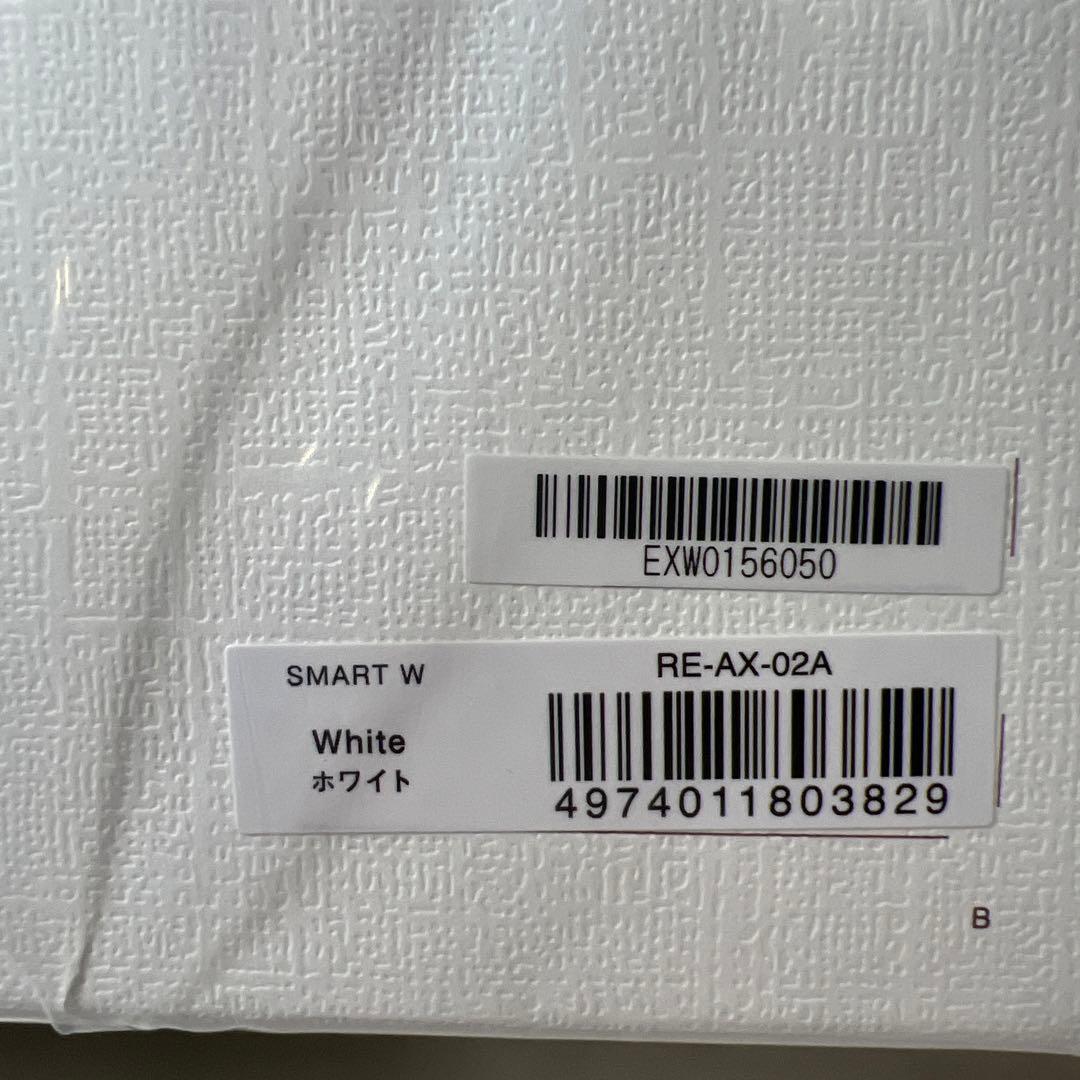 EXW0156050
SMART W
RE-AX-02A
White
ホワイト
4974011803829
B